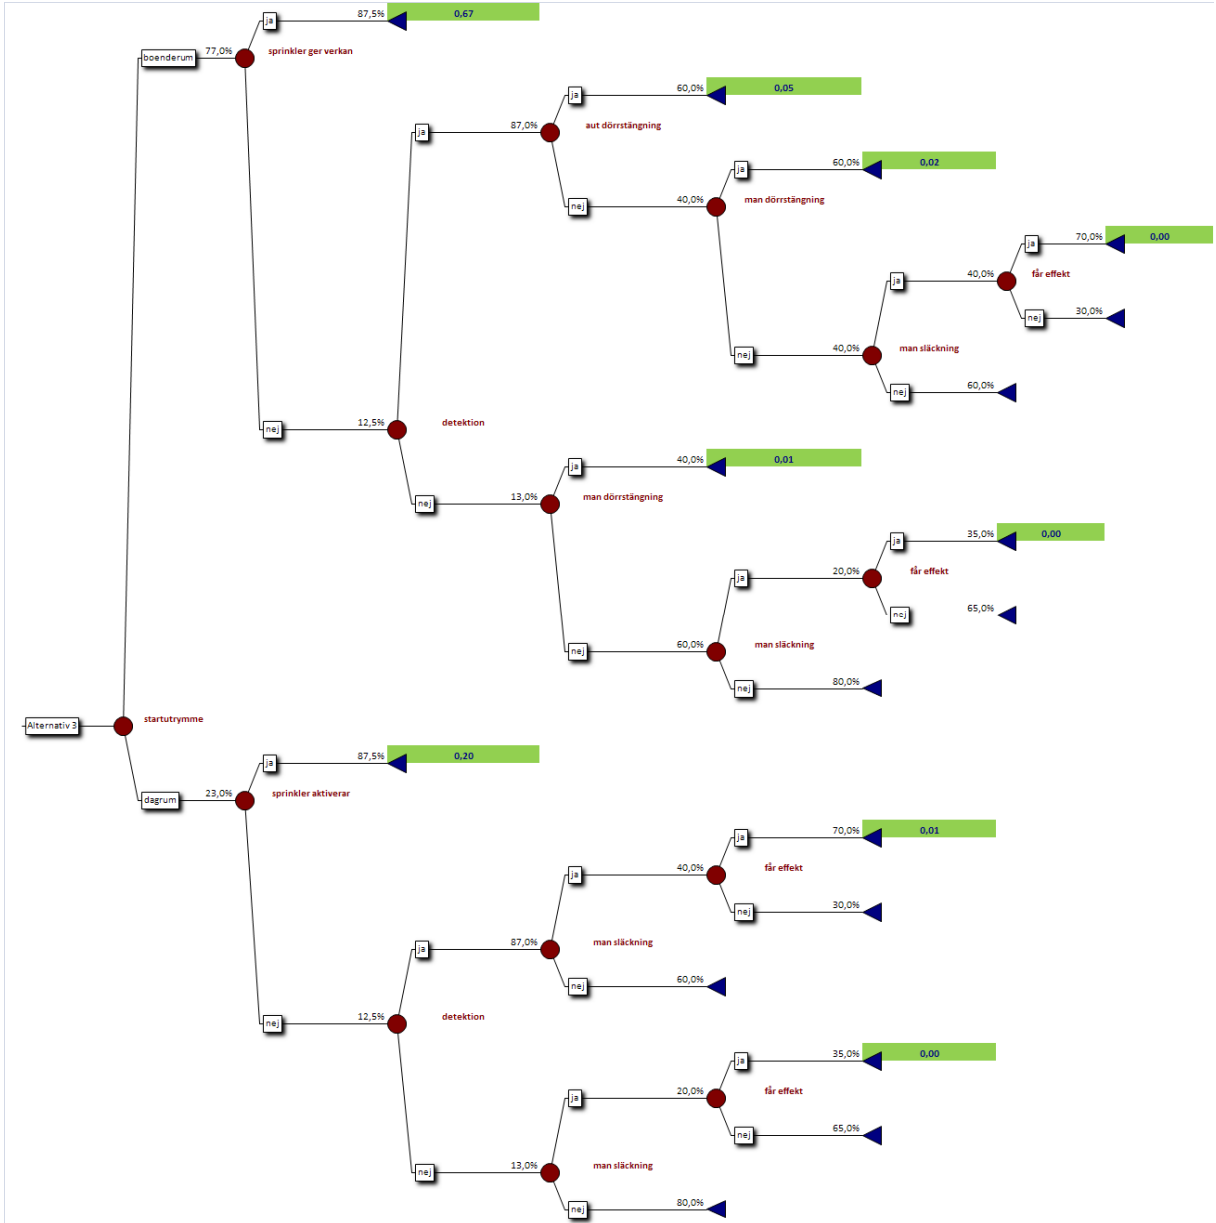 ja 87,5% 0,67
boenderum 77,0% sprinkler ger verkan
ja 60,0% 0,05
ja 87,0% aut dörrstängning
ja 60,0% 0,02
nej 40,0% man dörrstängning
ja 70,0% 0,00
ja 40,0% får effekt
nej 30,0%
nej 40,0% man släckning
nej 60,0%
nej 12,5% detektion
ja 40,0% 0,01
nej 13,0% man dörrstängning
ja 35,0% 0,00
ja 20,0% får effekt
nej 65,0%
nej 60,0% man släckning
nej 80,0%
Alternativ 3 startutrymme
ja 87,5% 0,20
dagrum 23,0% sprinkler aktiverar
ja 70,0% 0,01
ja 40,0% får effekt
nej 30,0%
ja 87,0% man släckning
nej 60,0%
nej 12,5% detektion
ja 35,0% 0,00
ja 20,0% får effekt
nej 65,0%
nej 13,0% man släckning
nej 80,0%